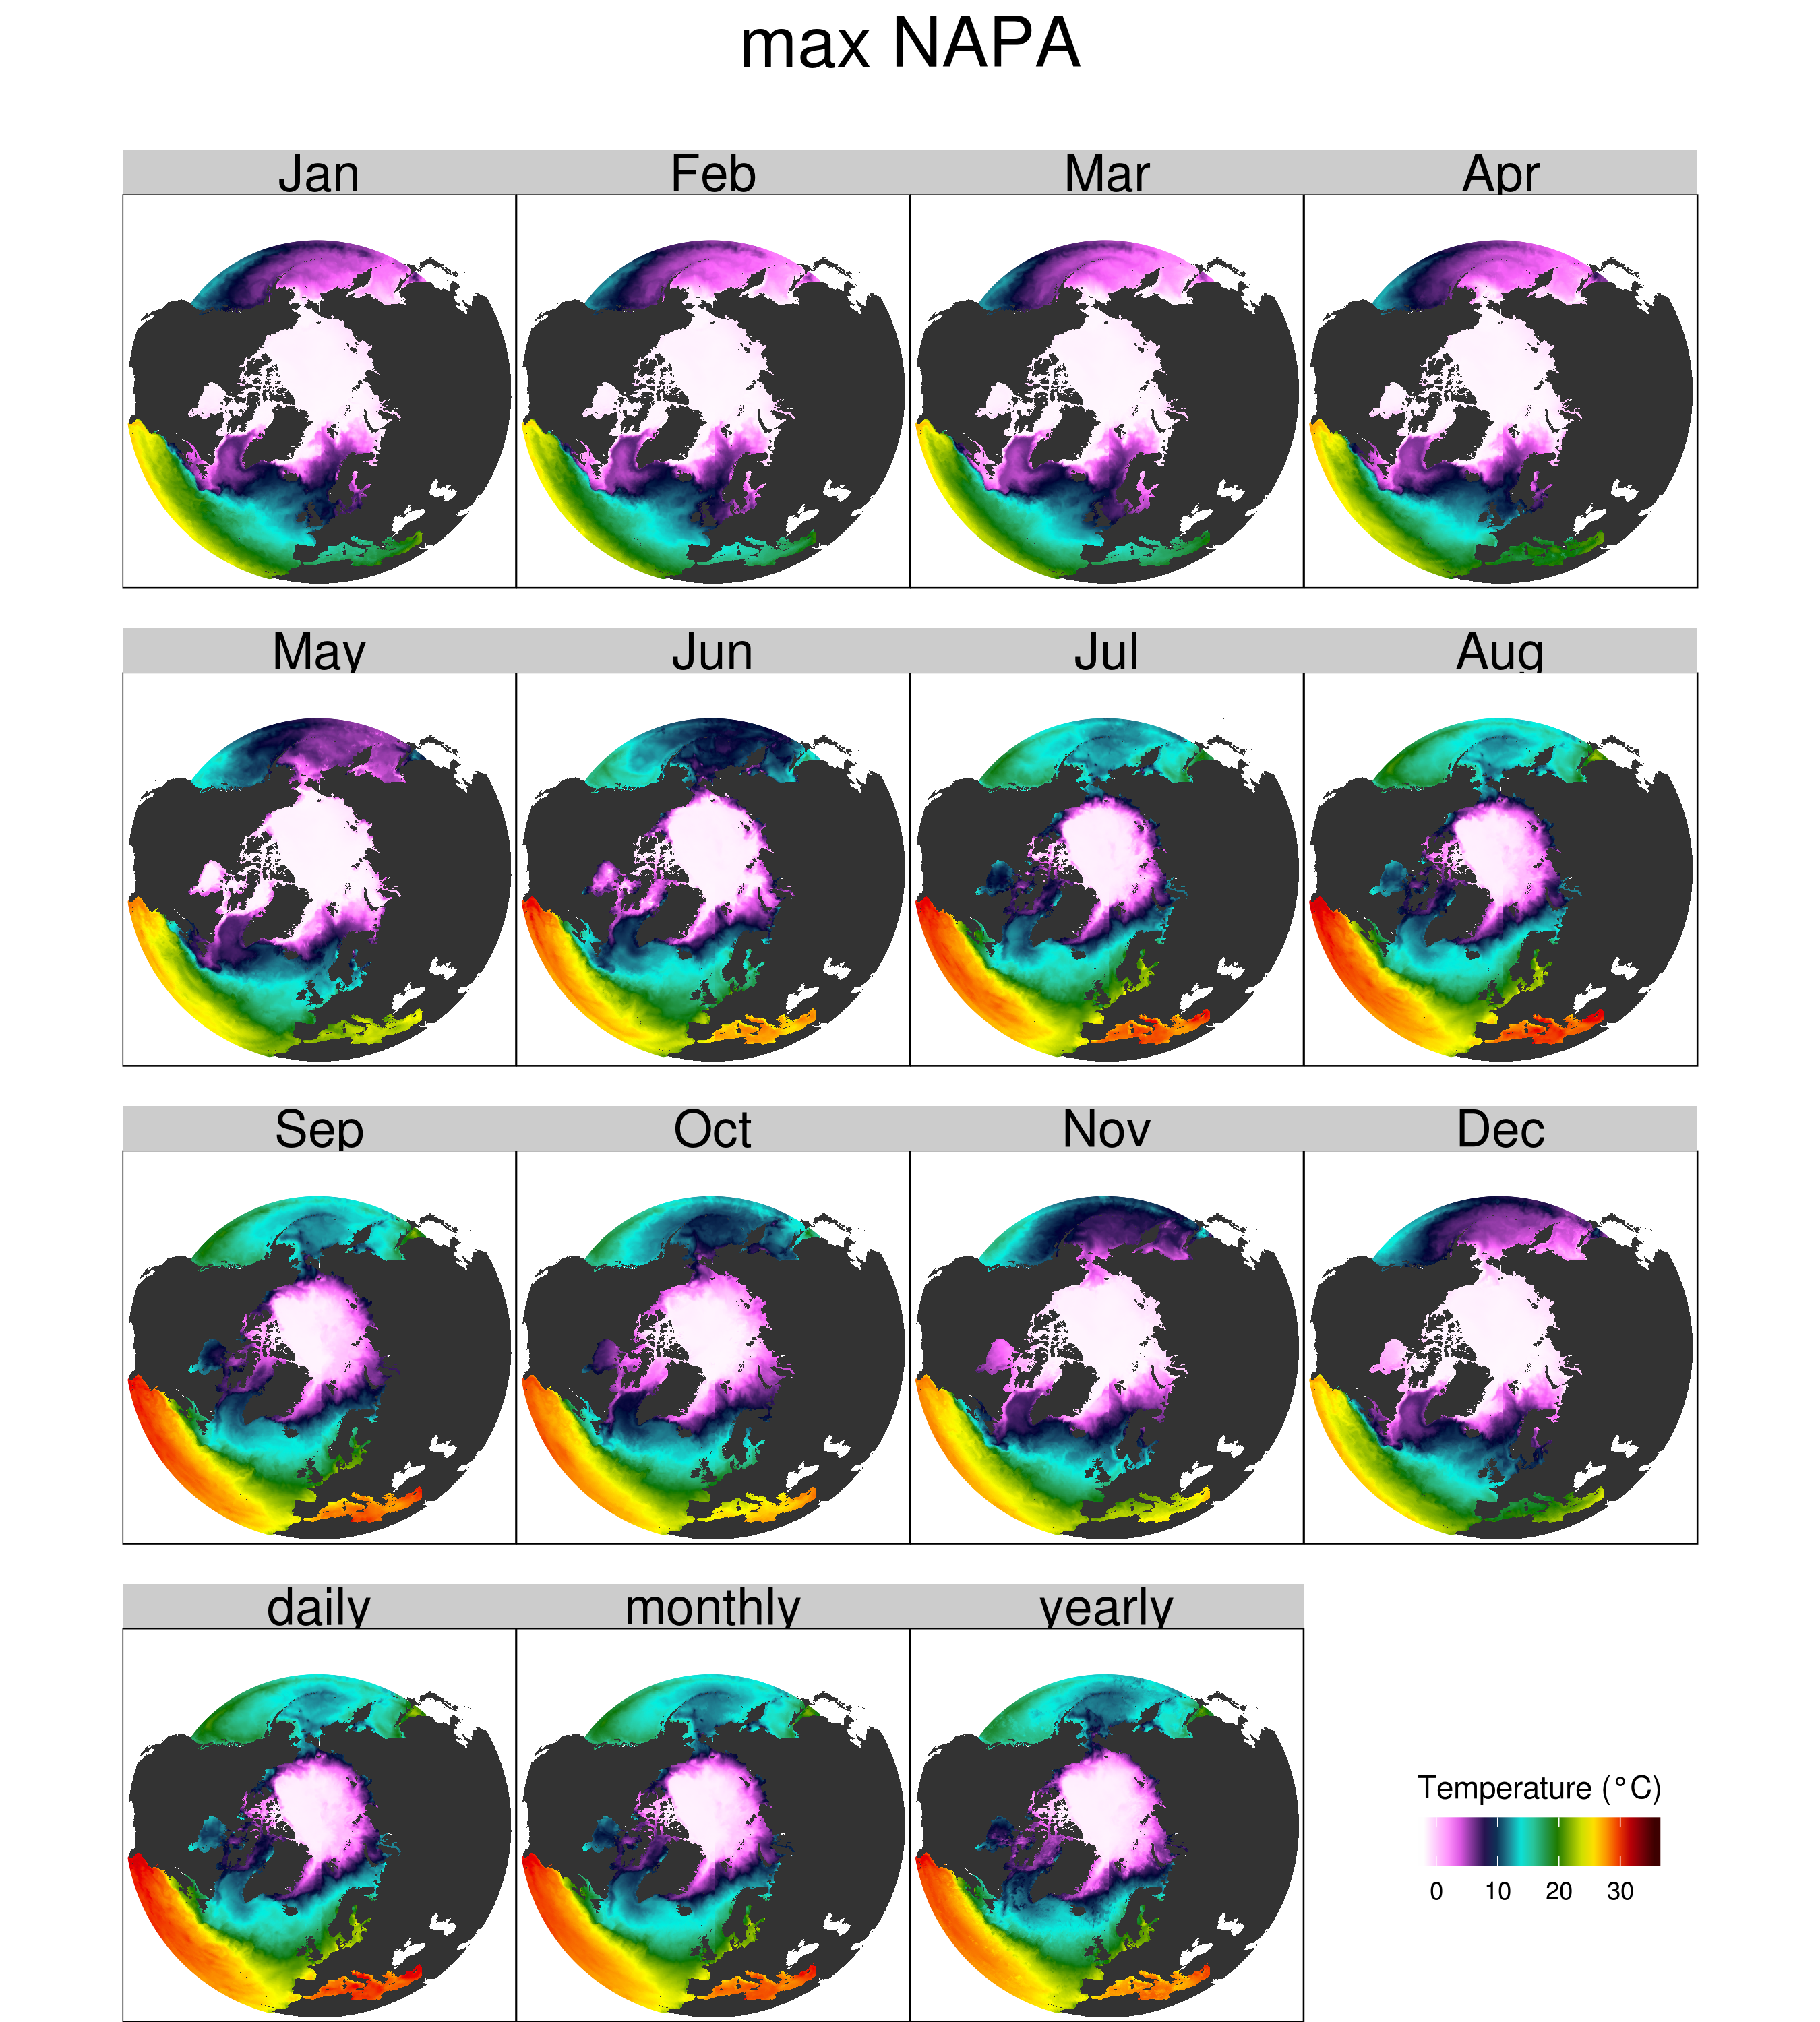 max NAPA
Jan Feb Mar Apr
May Jun Jul Aug
Sep Oct Nov Dec
daily monthly yearly
Temperature (°C)
0 10 20 30